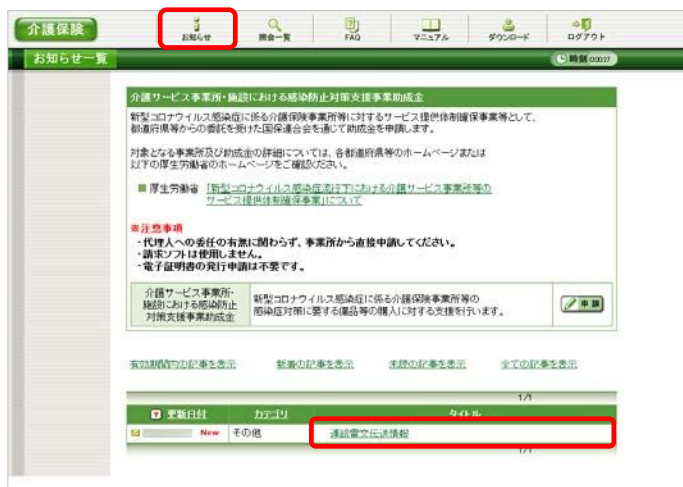 介護保険
お知らせ
照会一覧
FAQ
マニュアル
ダウンロード
ログアウト
お知らせ一覧
時刻 00:07
介護サービス事業所・施設における感染防止対策支援事業助成金
新型コロナウイルス感染症に係る介護保険事業所等に対するサービス提供体制確保事業等として、
都道府県等からの委託を受けた国保連合会を通じて助成金を申請します。
対象となる事業所及び助成金の詳細については、各都道府県等のホームページまたは
以下の厚生労働省のホームページをご確認ください。
■ 厚生労働省 「新型コロナウイルス感染症流行下における介護サービス事業所等の
サービス提供体制確保事業」について
※注意事項
・代理人への委任の有無に関わらず、事業所から直接申請してください。
・請求ソフトは使用しません。
・電子証明書の発行申請は不要です。
介護サービス事業所・
施設における感染防止
対策支援事業助成金
新型コロナウイルス感染症に係る介護保険事業所等の
感染症対策に要する備品等の購入に対する支援を行います。
申請
有効期間内の記事を表示 新着の記事を表示 未読の記事を表示 全ての記事を表示
1/1
更新日付 カテゴリ タイトル
New その他 連絡電文伝送情報
1/1